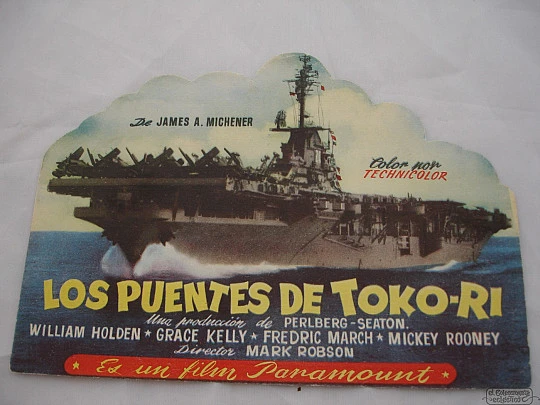 De JAMES A. MICHENER
Color por
TECHNICOLOR
LOS PUENTES DE TOKO-RI
Una producción de PERLBERG-SEATON.
WILLIAM HOLDEN ★ GRACE KELLY ★ FREDRIC MARCH ★ MICKEY ROONEY
Director MARK ROBSON
★ Es un film Paramount ★